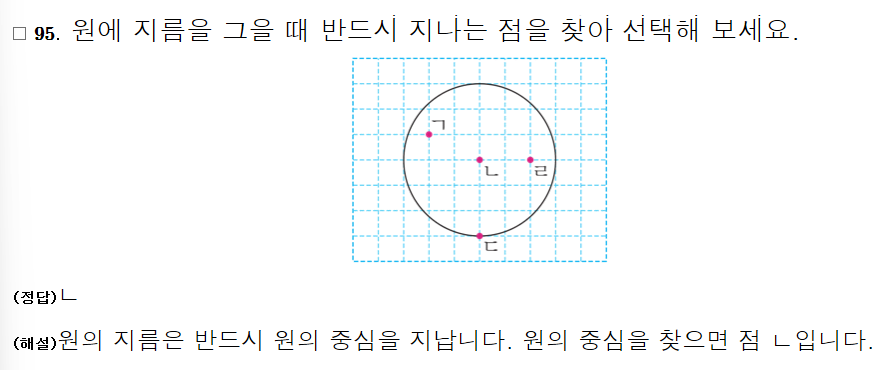 □ 95. 원에 지름을 그을 때 반드시 지나는 점을 찾아 선택해 보세요.
ㄱ
ㄴ ㄹ
ㄷ
(정답)ㄴ
(해설)원의 지름은 반드시 원의 중심을 지납니다. 원의 중심을 찾으면 점 ㄴ입니다.